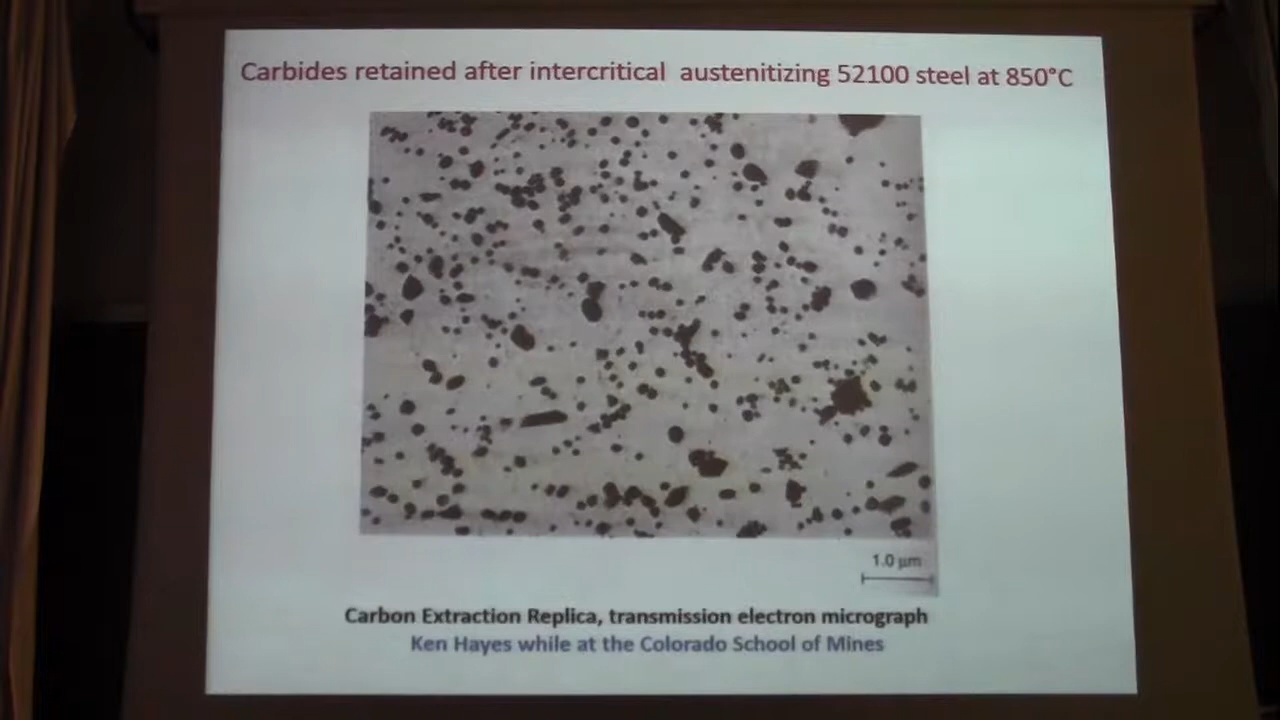 Carbides retained after intercritical austenitizing 52100 steel at 850°C
1.0 μm
Carbon Extraction Replica, transmission electron micrograph
Ken Hayes while at the Colorado School of Mines